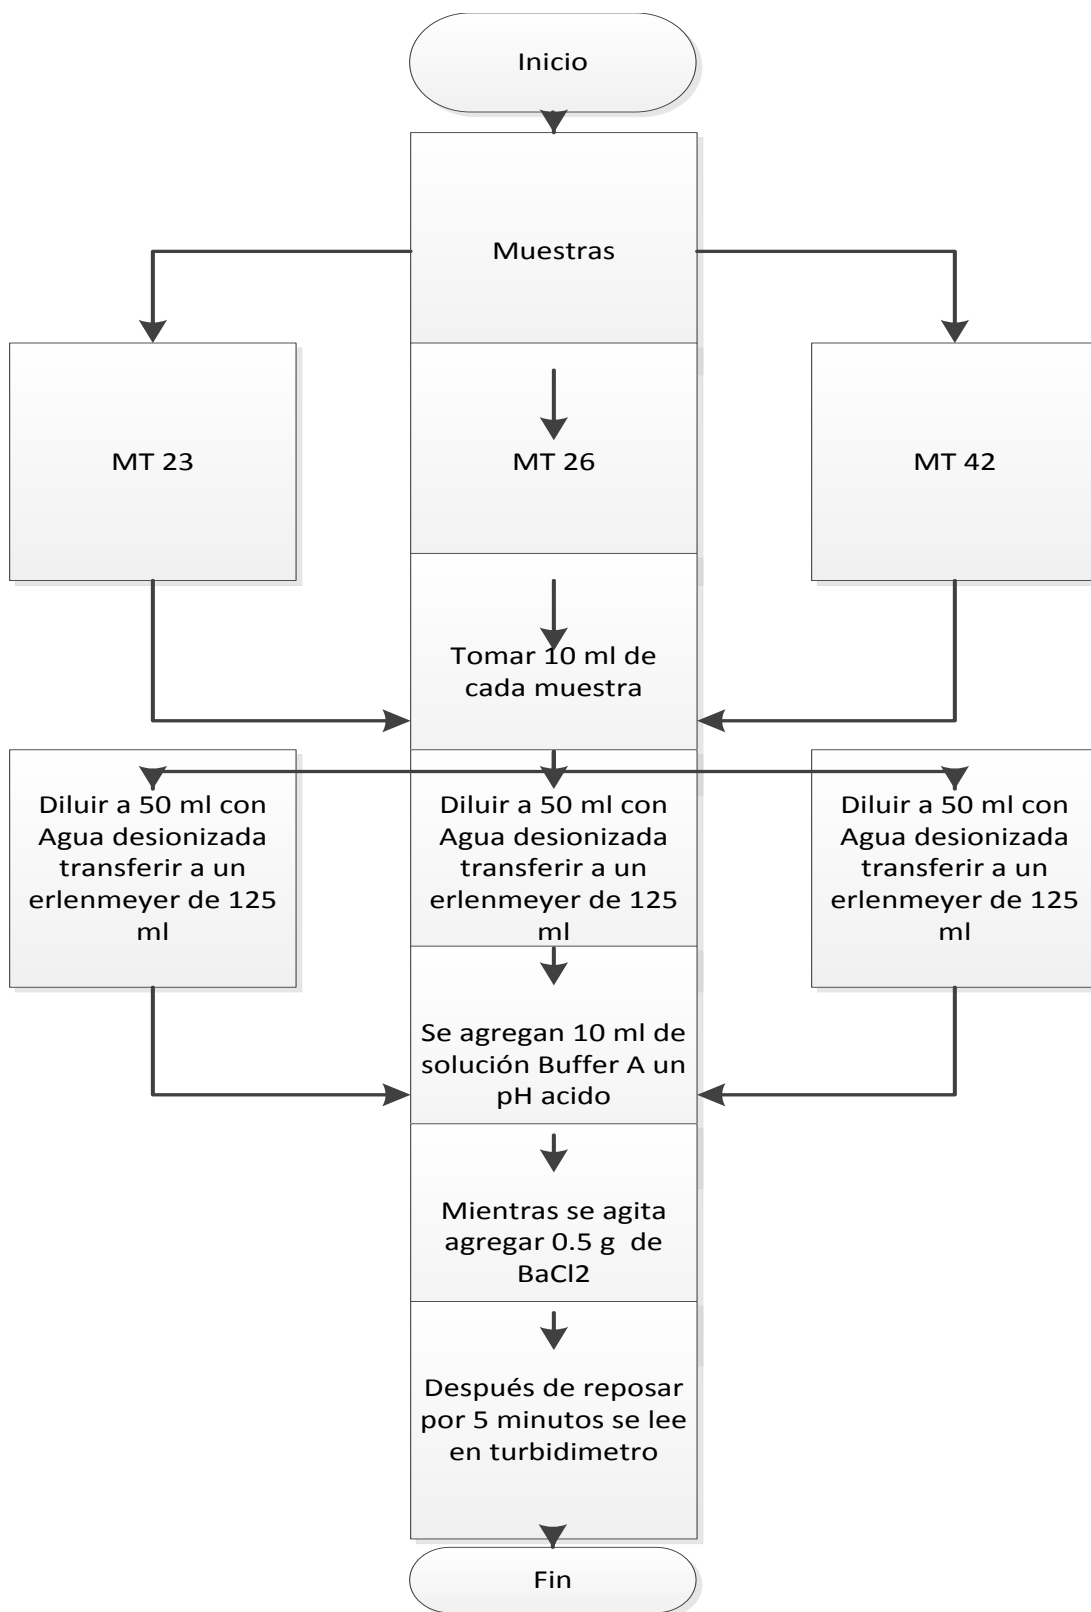 Inicio
Muestras
MT 23
MT 26
MT 42
Tomar 10 ml de
cada muestra
Diluir a 50 ml con
Agua desionizada
transferir a un
erlenmeyer de 125
ml
Diluir a 50 ml con
Agua desionizada
transferir a un
erlenmeyer de 125
ml
Diluir a 50 ml con
Agua desionizada
transferir a un
erlenmeyer de 125
ml
Se agregan 10 ml de
solución Buffer A un
pH acido
Mientras se agita
agregar 0.5 g  de
BaCl2
Después de reposar
por 5 minutos se lee
en turbidimetro
Fin